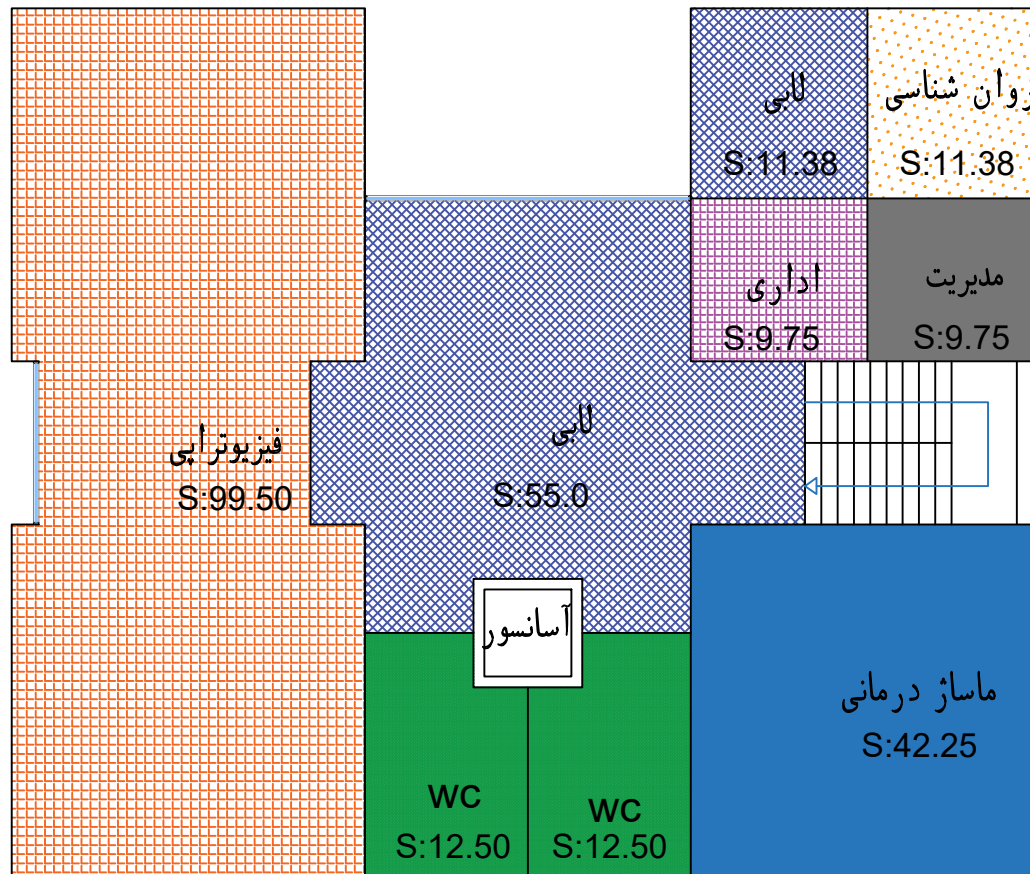 لابی
S:11.38
روان شناسی
S:11.38
اداری
S:9.75
مدیریت
S:9.75
فیزیوتراپی
S:99.50
لابی
S:55.0
آسانسور
ماساژ درمانی
S:42.25
WC
S:12.50
WC
S:12.50